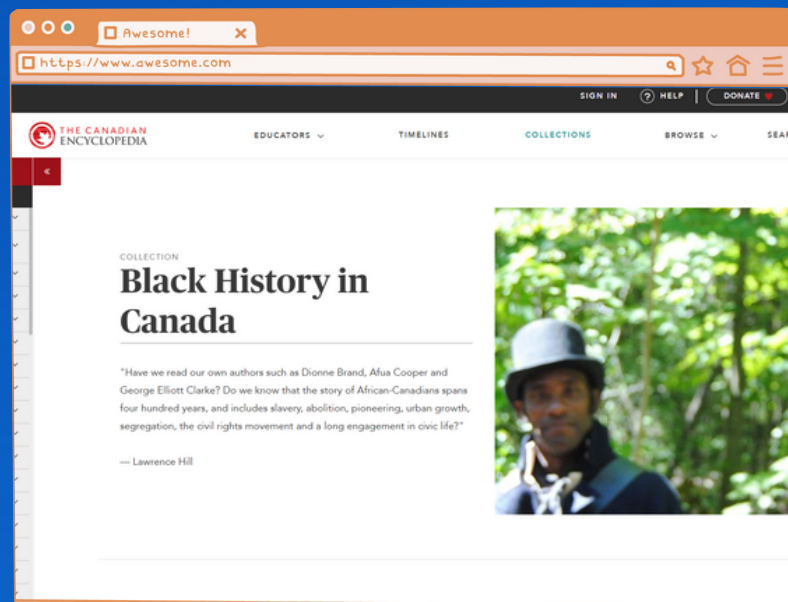 Awesome!
https://www.awesome.com
SIGN IN ? HELP DONATE
THE CANADIAN
ENCYCLOPEDIA
EDUCATORS TIMELINES COLLECTIONS BROWSE
COLLECTION
Black History in
Canada
"Have we read our own authors such as Dionne Brand, Afua Cooper and
George Elliott Clarke? Do we know that the story of African-Canadians spans
four hundred years, and includes slavery, abolition, pioneering, urban growth,
segregation, the civil rights movement and a long engagement in civic life?"
— Lawrence Hill